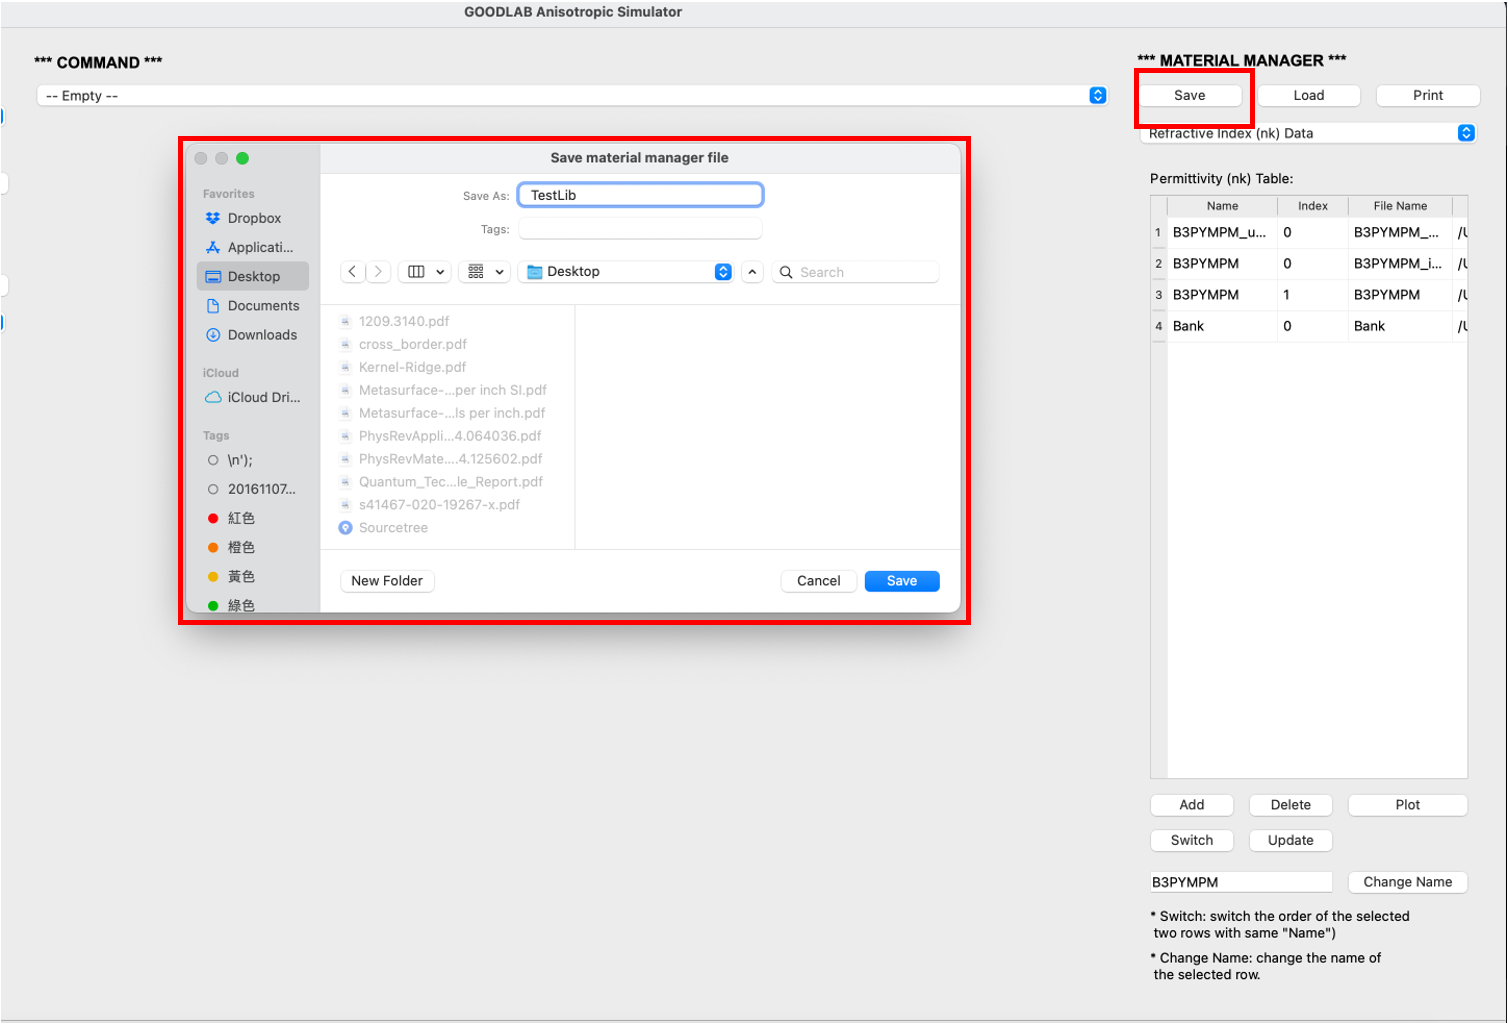 GOODLAB Anisotropic Simulator
*** COMMAND ***
-- Empty --
*** MATERIAL MANAGER ***
Save Load Print
Refractive Index (nk) Data
Permittivity (nk) Table:
Name Index File Name
1 B3PYMPM_u... 0 B3PYMPM_... /U
2 B3PYMPM 0 B3PYMPM_i... /U
3 B3PYMPM 1 B3PYMPM /U
4 Bank 0 Bank /U
Add Delete Plot
Switch Update
B3PYMPM Change Name
* Switch: switch the order of the selected
two rows with same "Name")
* Change Name: change the name of
the selected row.
Save material manager file
Save As: TestLib
Tags:
Desktop Search
Favorites
Dropbox
Applicati...
Desktop
Documents
Downloads
iCloud
iCloud Dri...
Tags
\n');
20161107...
紅色
橙色
黃色
綠色
1209.3140.pdf
cross_border.pdf
Kernel-Ridge.pdf
Metasurface-...per inch SI.pdf
Metasurface-...ls per inch.pdf
PhysRevAppli...4.064036.pdf
PhysRevMate....4.125602.pdf
Quantum_Tec...le_Report.pdf
s41467-020-19267-x.pdf
Sourcetree
New Folder Cancel Save